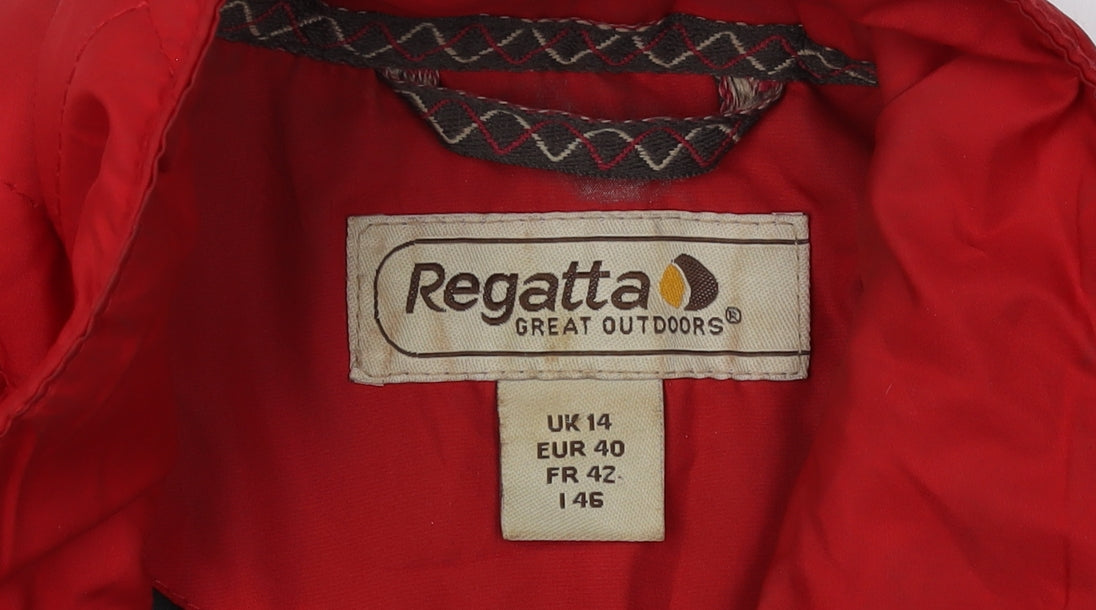 Regatta
GREAT OUTDOORS®
UK 14
EUR 40
FR 42
I 46